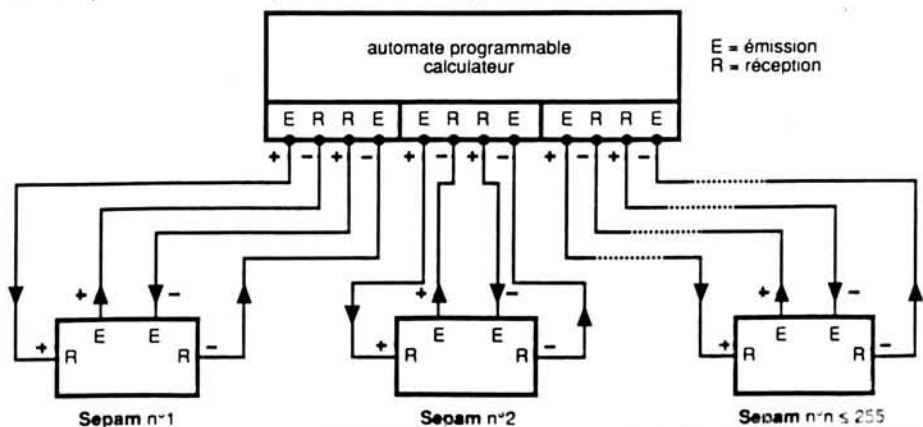 automate programmable
calculateur
E = émission
R = réception
E R R E E R R E E R R E
+ - + - + - + - + - + -
+ - + - + -
+ R E E R - + R E E R - + R E E R -
Sepam n°1 Sepam n°2 Sepam n°n ≤ 255